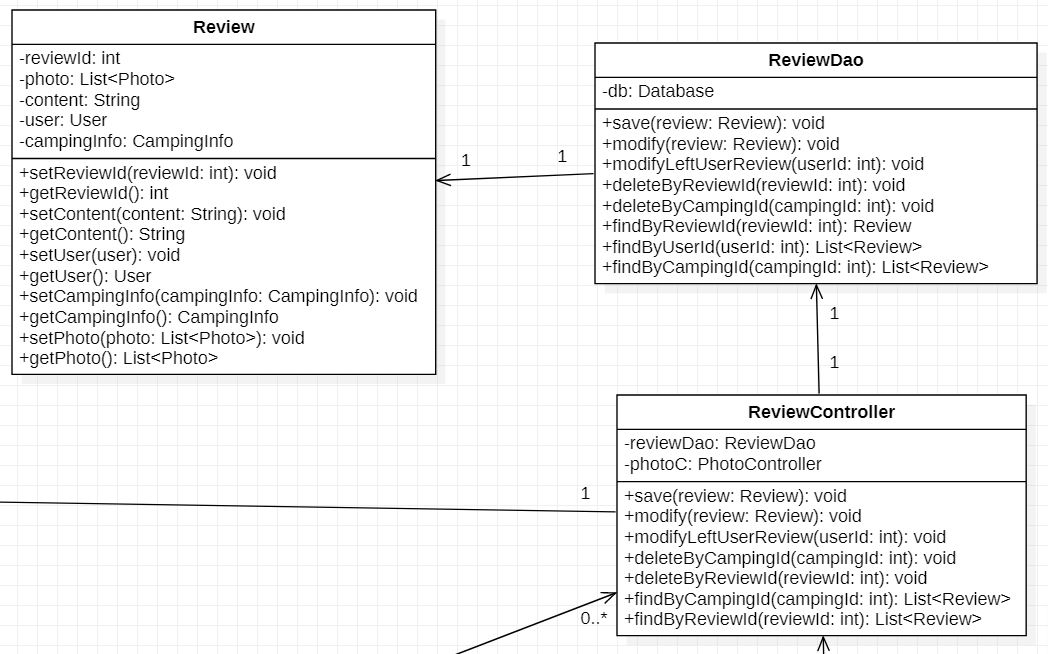 Review
-reviewId: int
-photo: List<Photo>
-content: String
-user: User
-campingInfo: CampingInfo
+setReviewId(reviewId: int): void
+getReviewId(): int
+setContent(content: String): void
+getContent(): String
+setUser(user): void
+getUser(): User
+setCampingInfo(campingInfo: CampingInfo): void
+getCampingInfo(): CampingInfo
+setPhoto(photo: List<Photo>): void
+getPhoto(): List<Photo>
1
1
ReviewDao
-db: Database
+save(review: Review): void
+modify(review: Review): void
+modifyLeftUserReview(userId: int): void
+deleteByReviewId(reviewId: int): void
+deleteByCampingId(campingId: int): void
+findByReviewId(reviewId: int): Review
+findByUserId(userId: int): List<Review>
+findByCampingId(campingId: int): List<Review>
1
1
ReviewController
-reviewDao: ReviewDao
-photoC: PhotoController
+save(review: Review): void
+modify(review: Review): void
+modifyLeftUserReview(userId: int): void
+deleteByCampingId(campingId: int): void
+deleteByReviewId(reviewId: int): void
+findByCampingId(campingId: int): List<Review>
+findByReviewId(reviewId: int): List<Review>
1
0..*